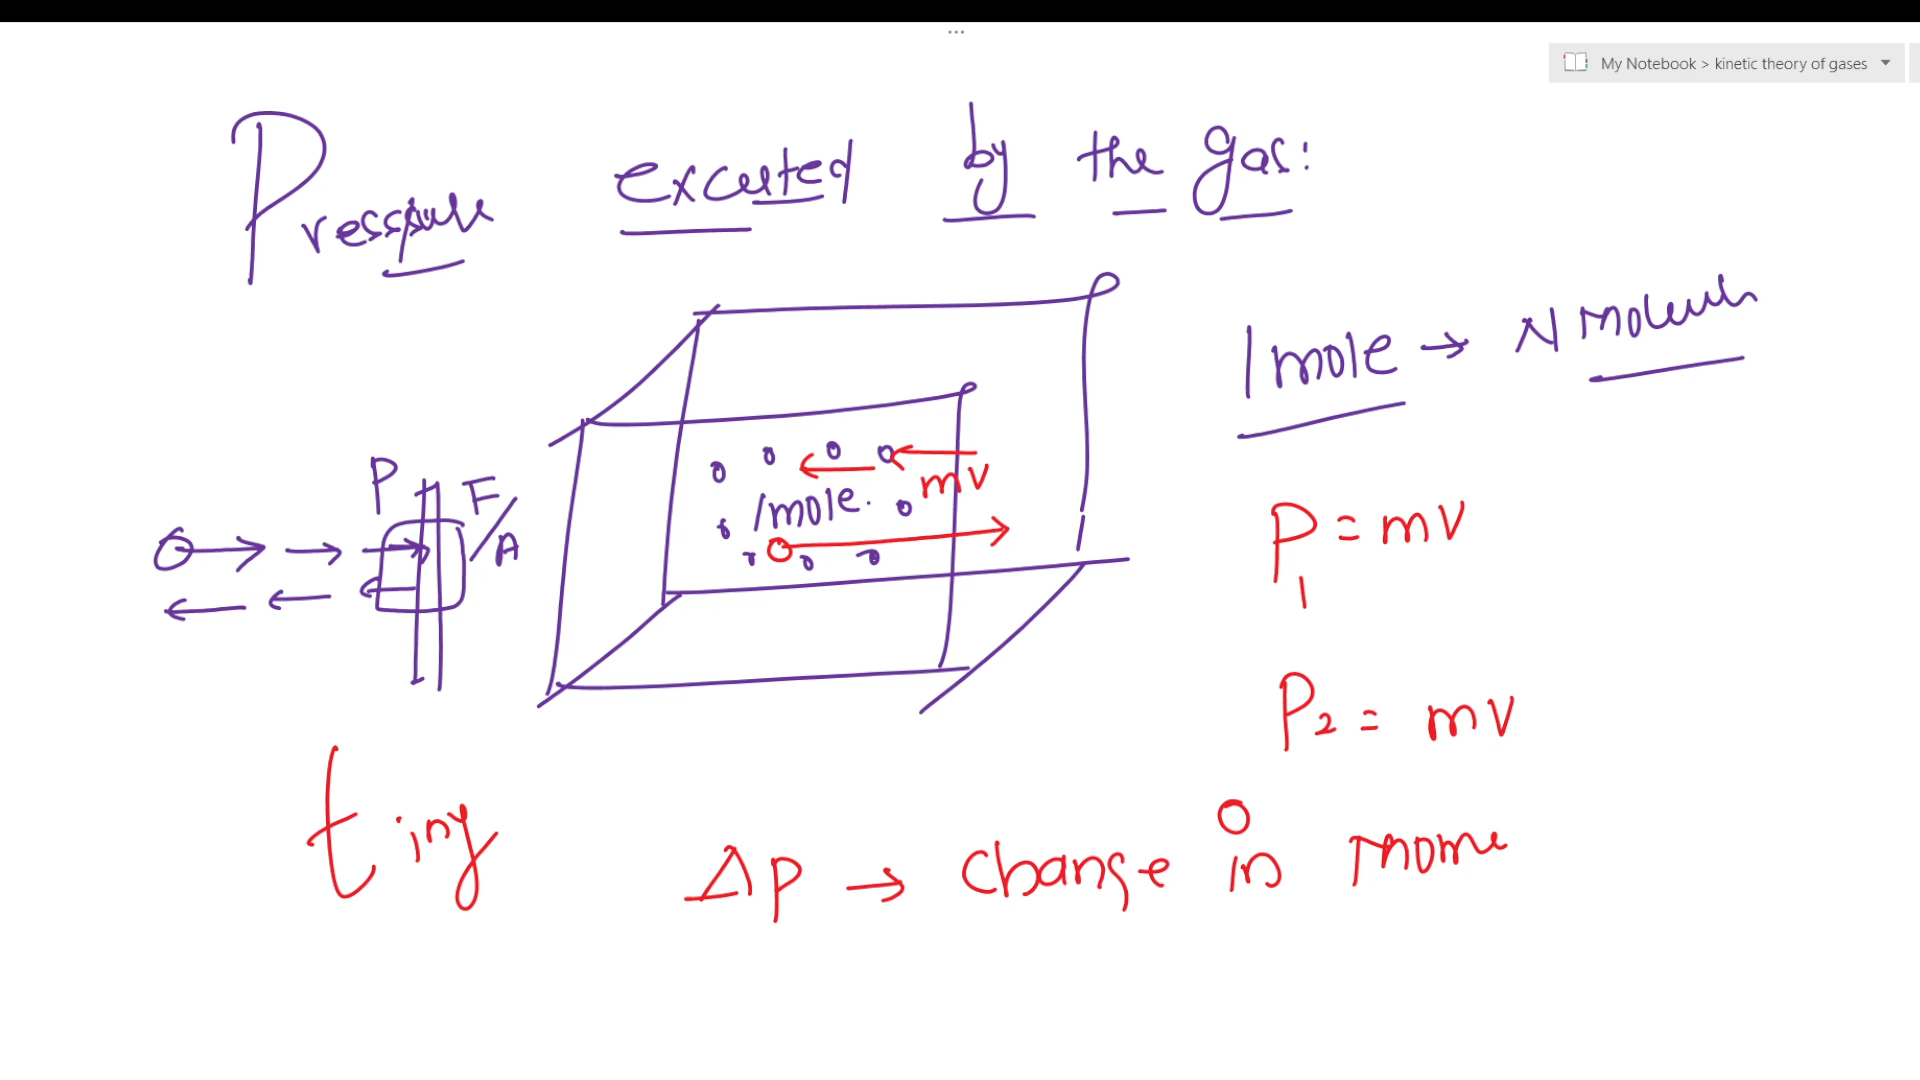 My Notebook > kinetic theory of gases
Pressure excuted by the gas:
1 mole → N molecules
P F/A
mv
1mole.
P1 = mv
P2 = mv
tiny
Δp → change in mome